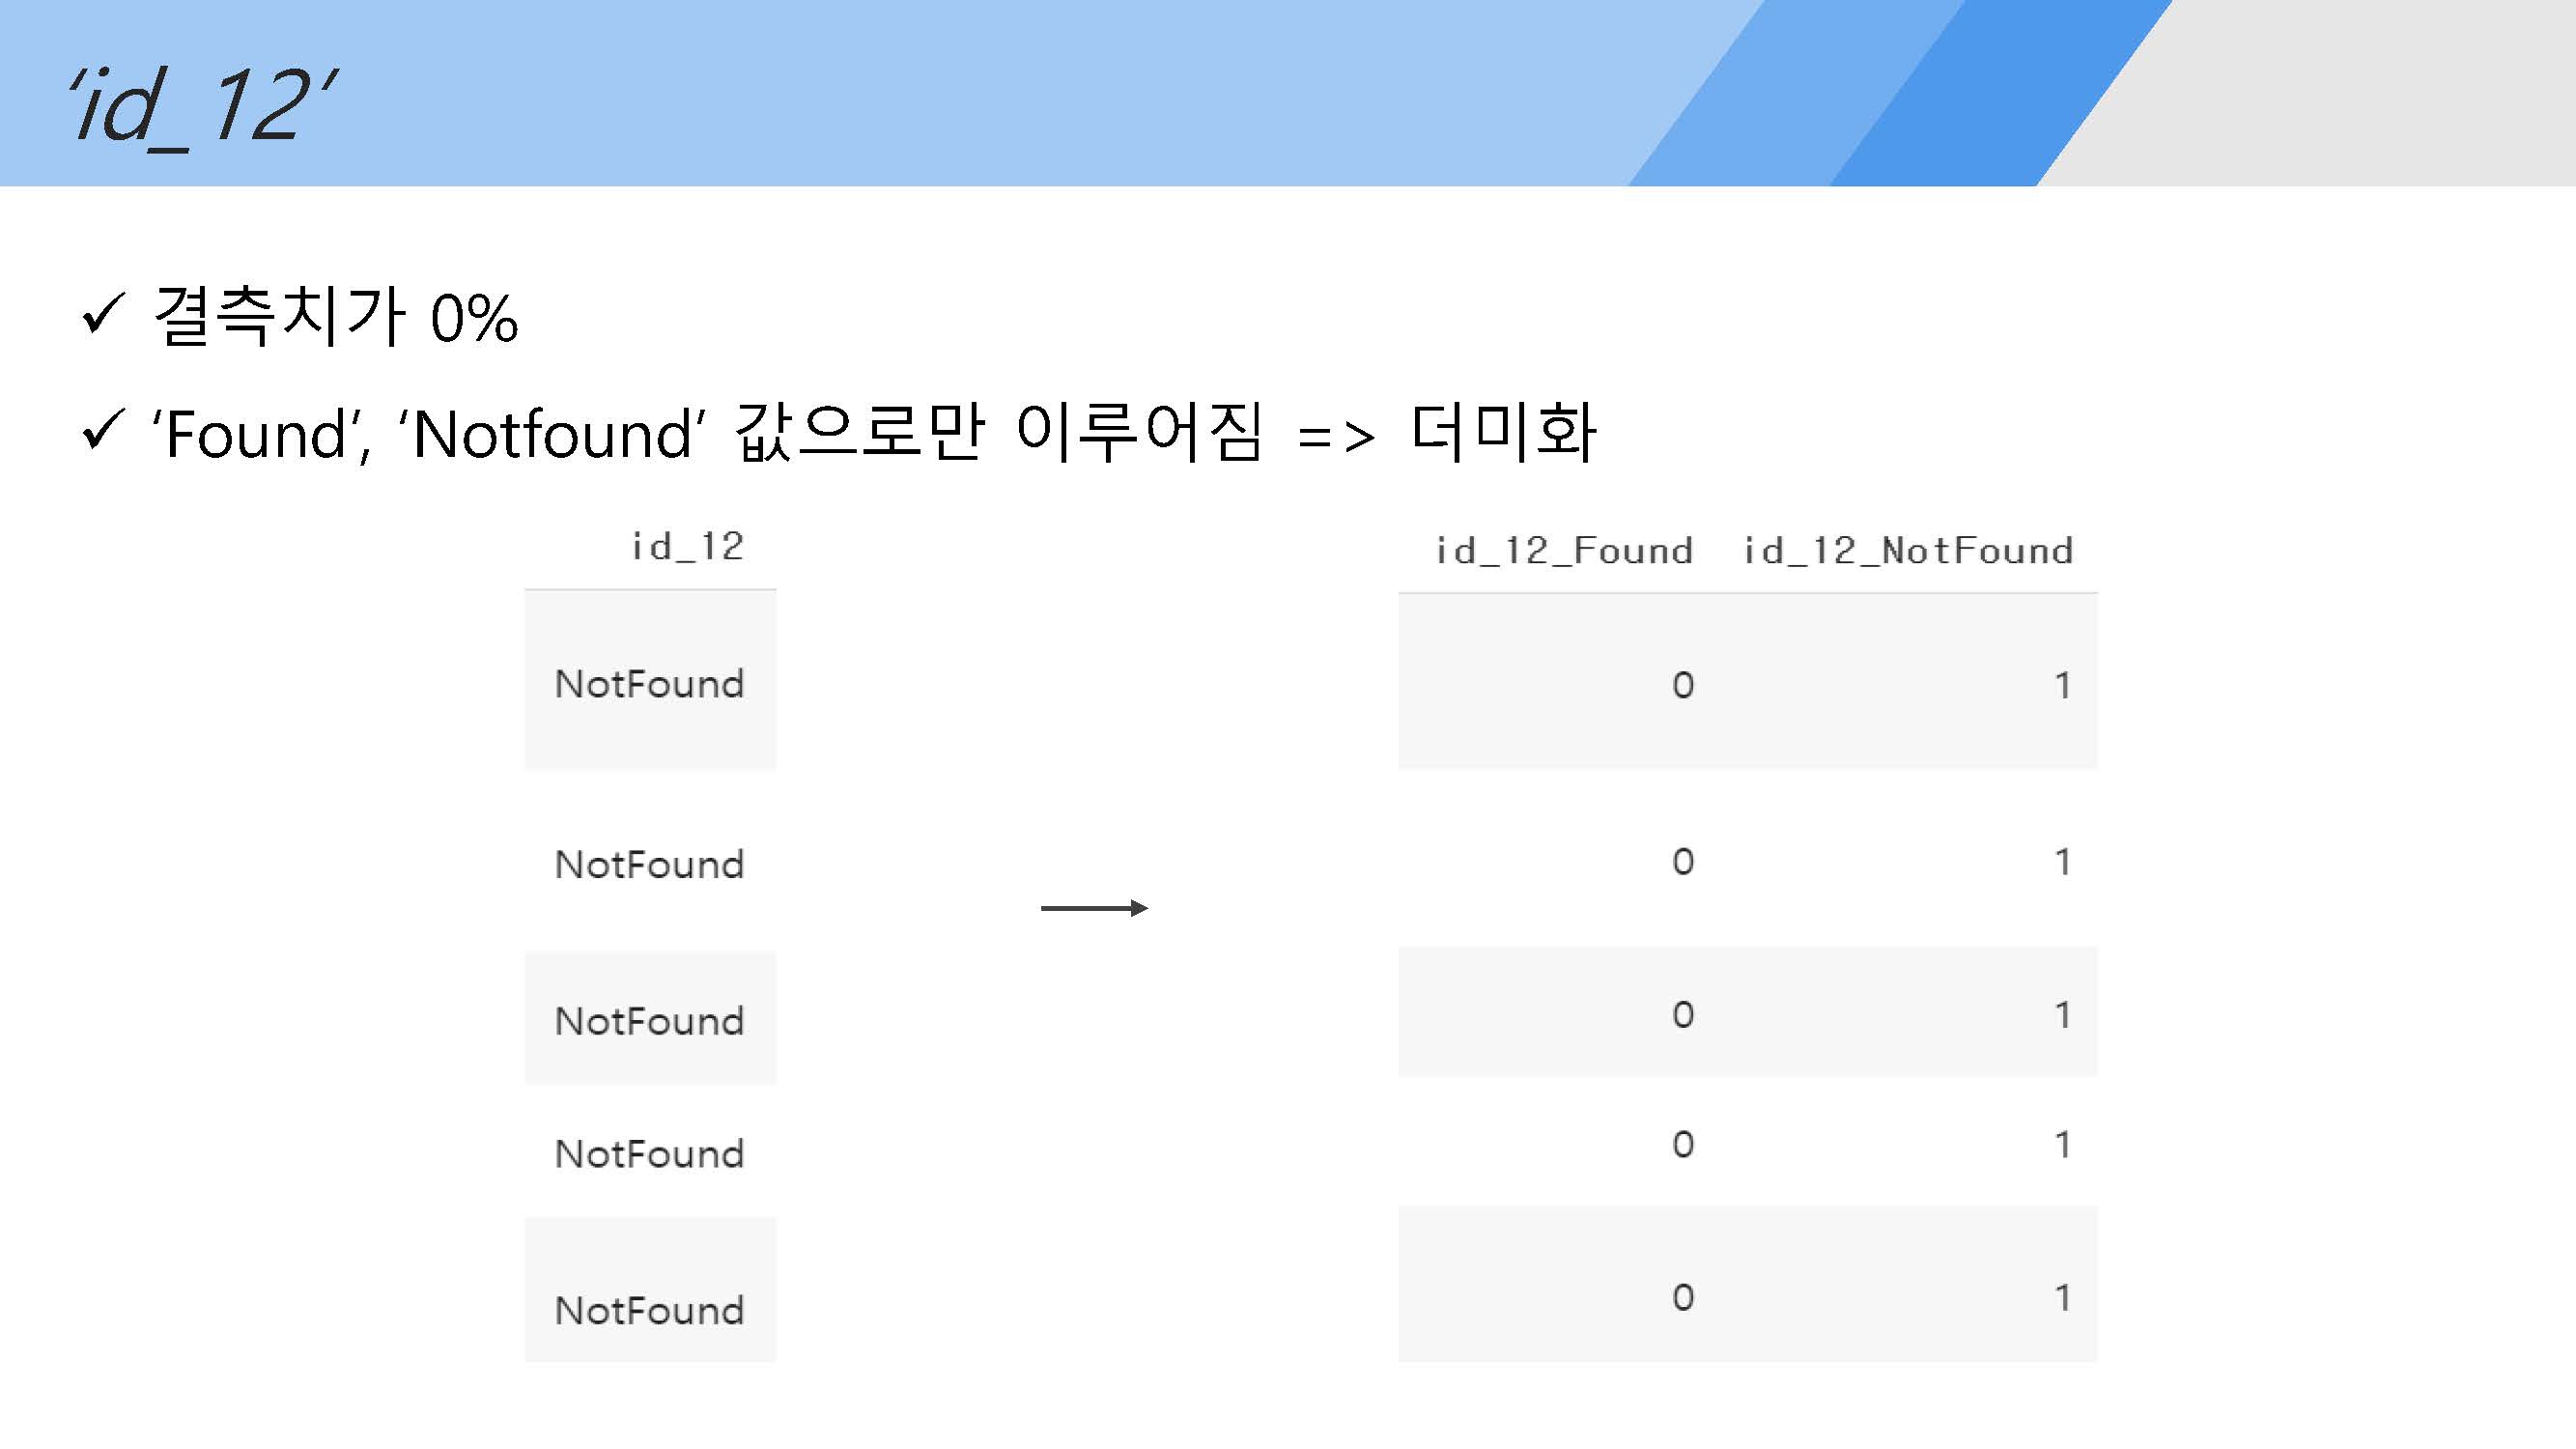 ‘id_12’
✓ 결측치가 0%
✓ ‘Found’, ‘Notfound’ 값으로만 이루어짐 => 더미화
id_12
NotFound
NotFound
NotFound
NotFound
NotFound
id_12_Found id_12_NotFound
0 1
0 1
0 1
0 1
0 1